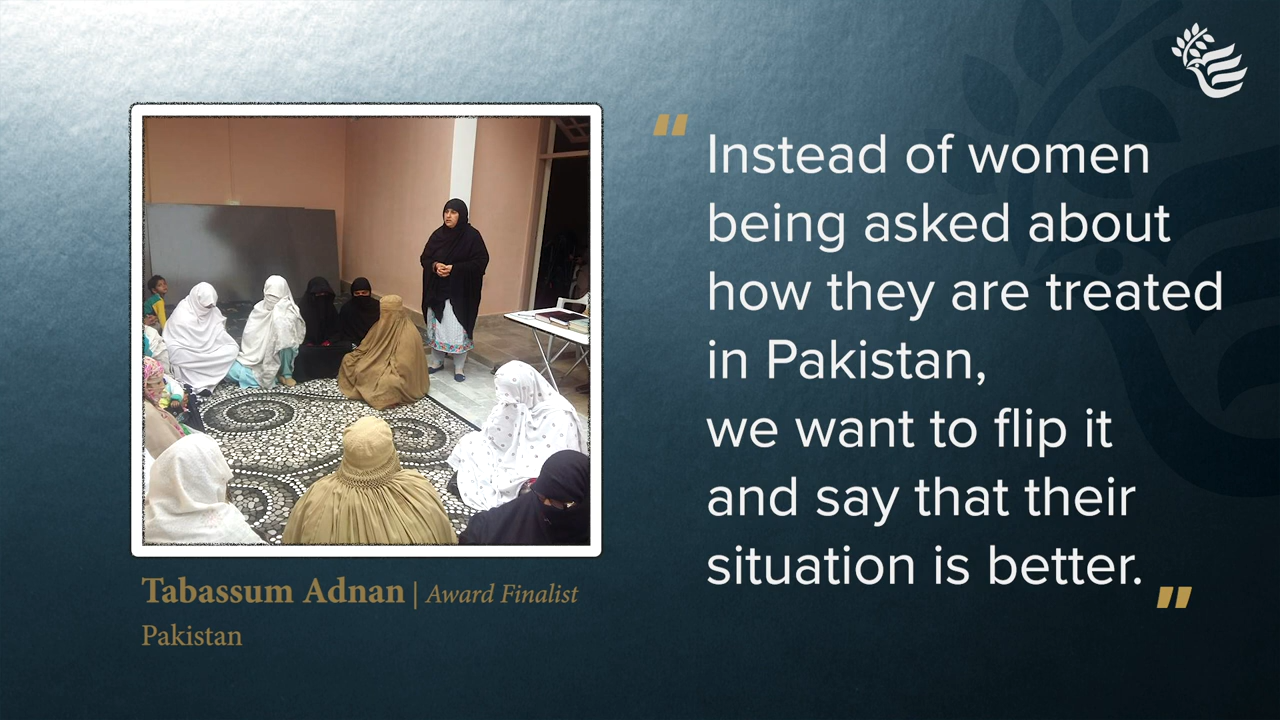 "Instead of women
being asked about
how they are treated
in Pakistan,
we want to flip it
and say that their
situation is better."
Tabassum Adnan | Award Finalist
Pakistan